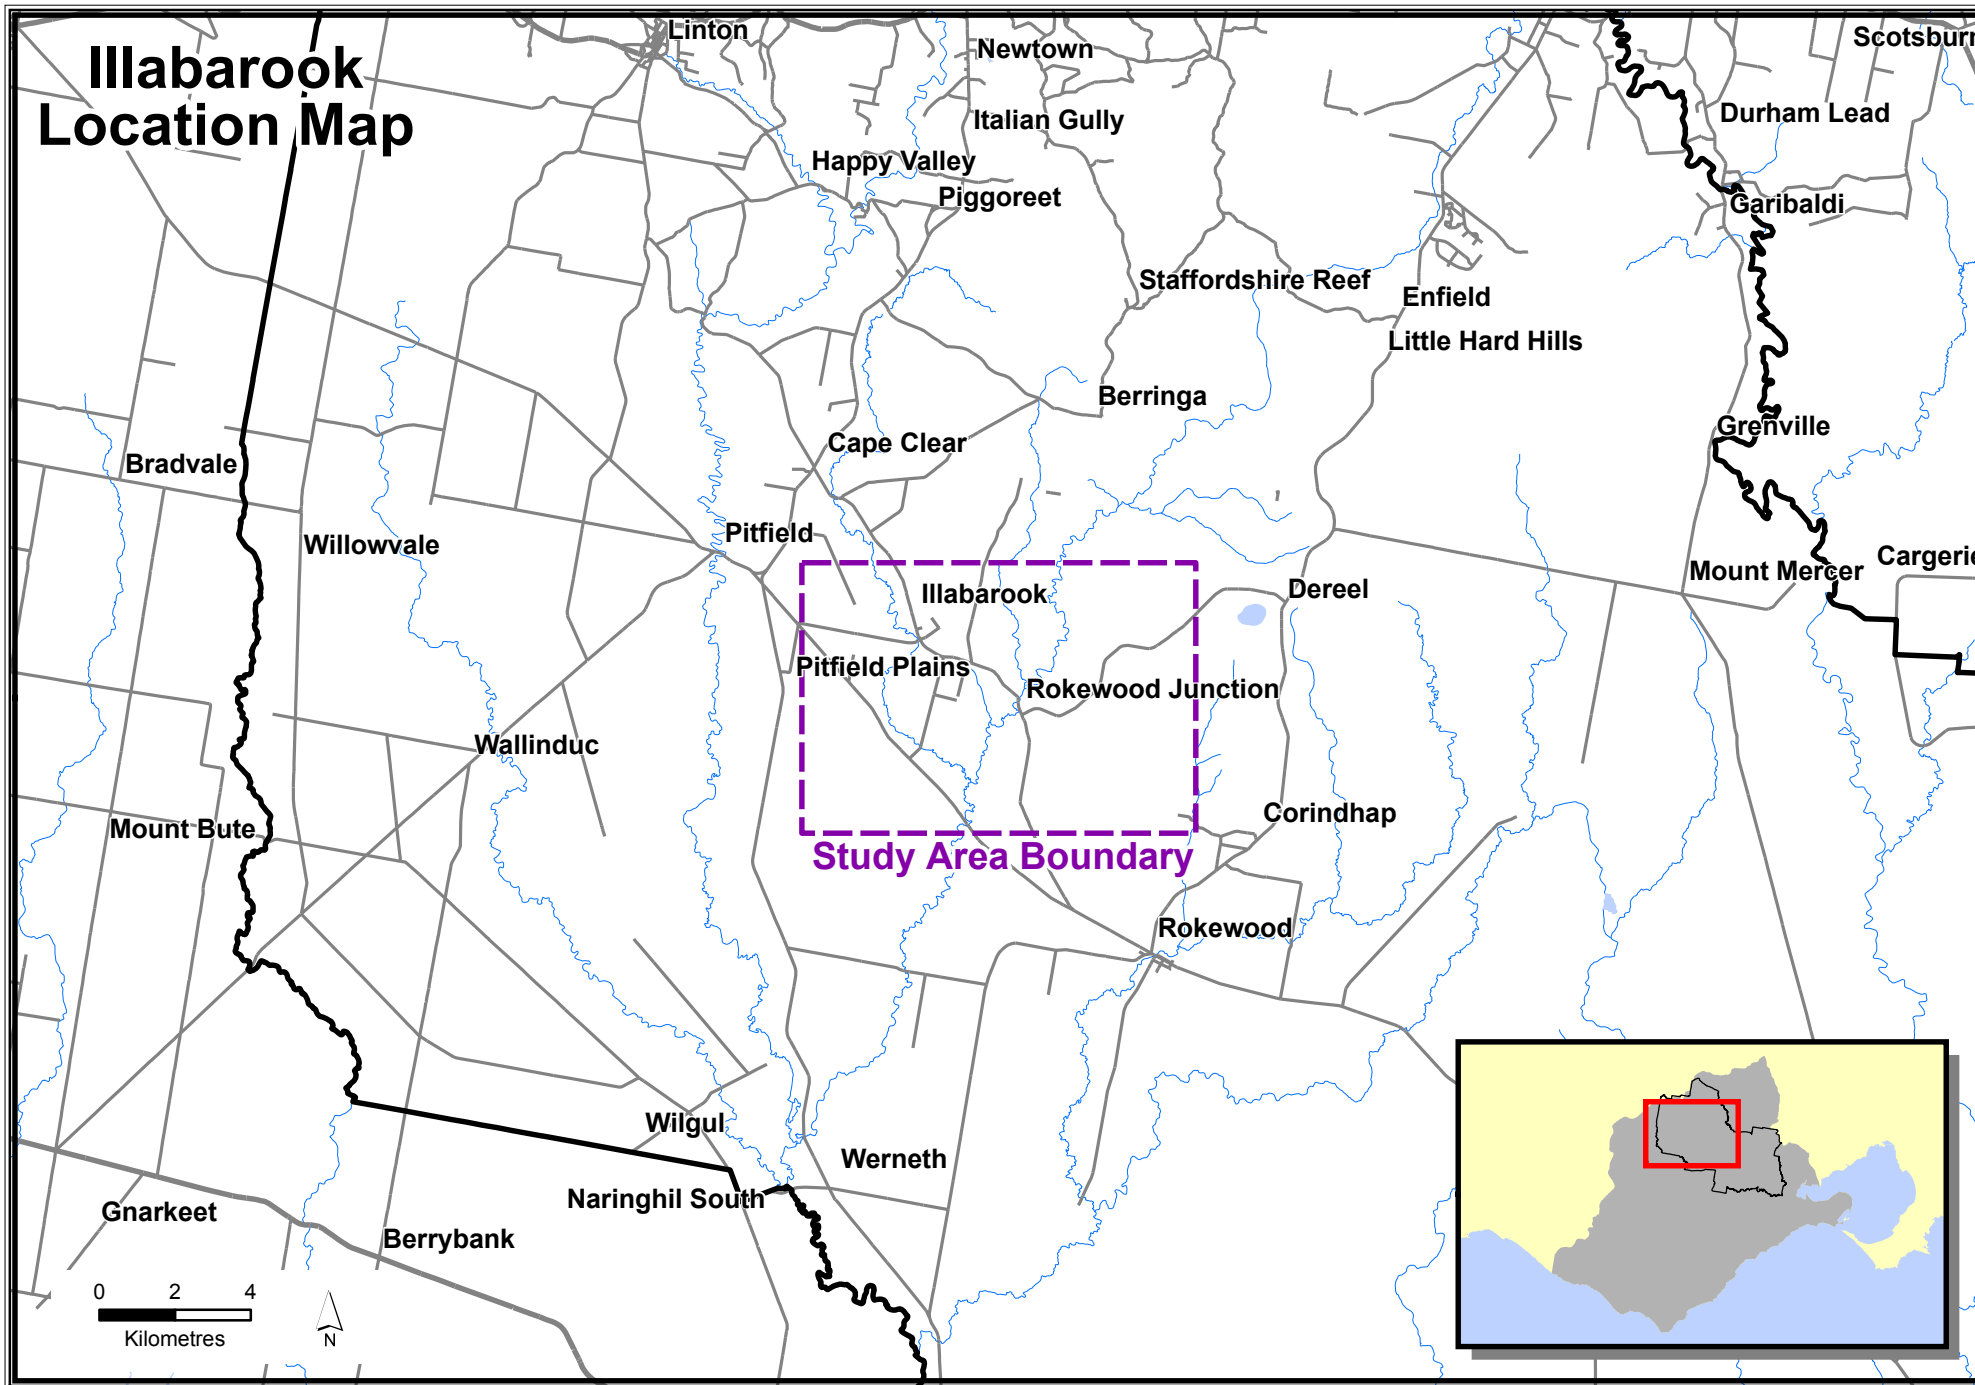 Illabarook
Location Map
Linton
Newtown
Scotsburn
Italian Gully
Durham Lead
Happy Valley
Piggoreet
Garibaldi
Staffordshire Reef
Enfield
Little Hard Hills
Berringa
Grenville
Cape Clear
Bradvale
Pitfield
Willowvale
Cargerie
Mount Mercer
Illabarook
Dereel
Pitfield Plains
Rokewood Junction
Wallinduc
Corindhap
Mount Bute
Study Area Boundary
Rokewood
Wilgul
Werneth
Naringhil South
Gnarkeet
Berrybank
0 2 4
Kilometres
N